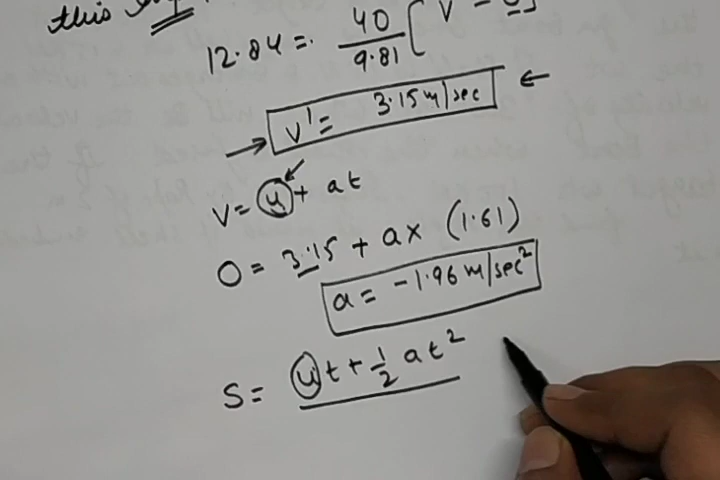 this
12.84 = 40/9.81 [ V -
V' = 3.15 m/sec
V = u + at
0 = 3.15 + a x (1.61)
a = -1.96 m/sec²
S = ut + 1/2 at²